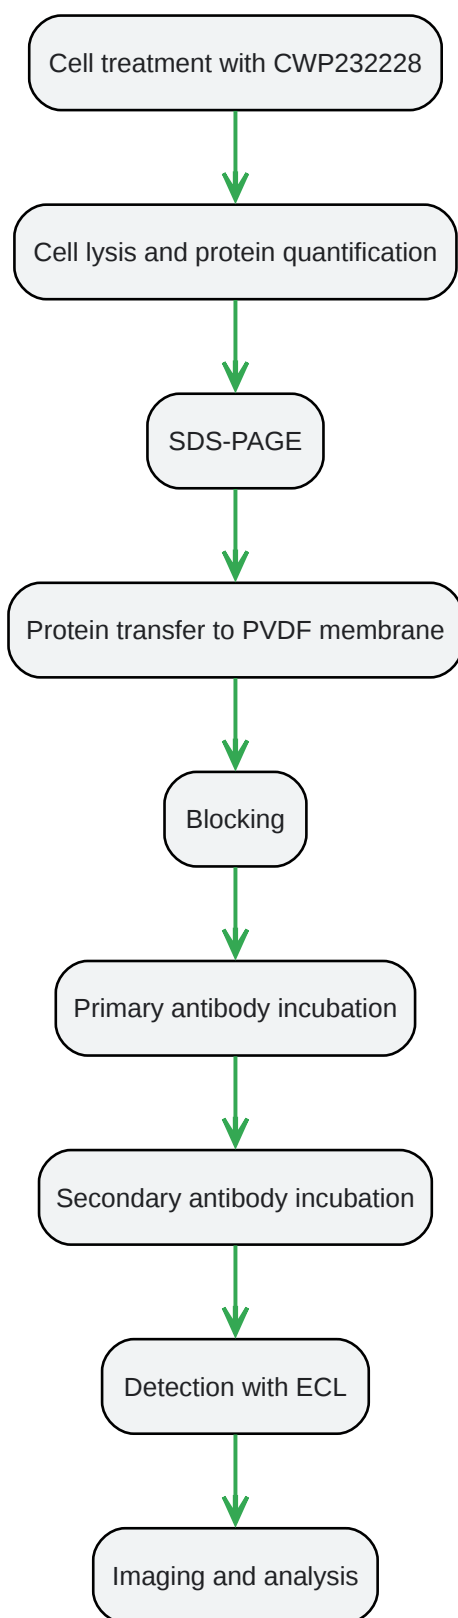 Cell treatment with CWP232228
Cell lysis and protein quantification
SDS-PAGE
Protein transfer to PVDF membrane
Blocking
Primary antibody incubation
Secondary antibody incubation
Detection with ECL
Imaging and analysis